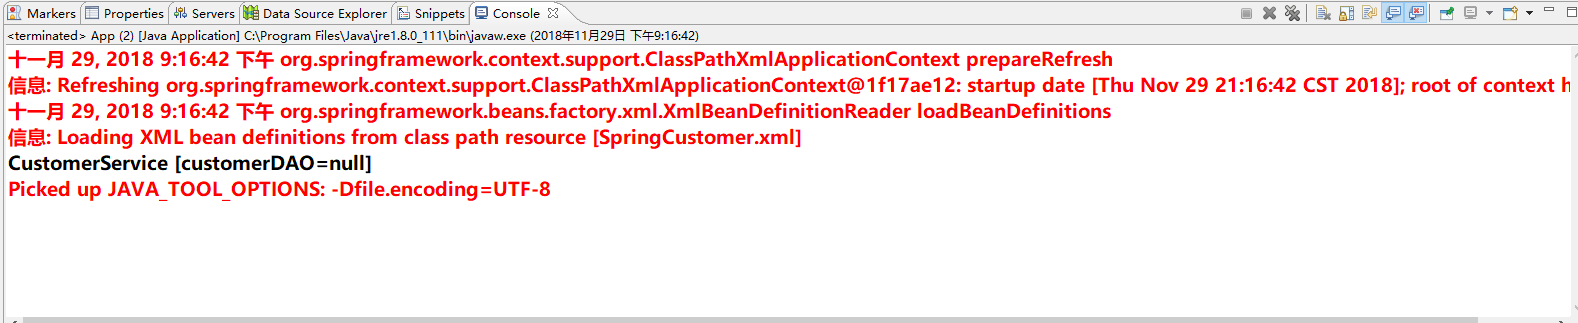 Markers Properties Servers Data Source Explorer Snippets Console
<terminated> App (2) [Java Application] C:\Program Files\Java\jre1.8.0_111\bin\javaw.exe (2018年11月29日 下午9:16:42)
十一月 29, 2018 9:16:42 下午 org.springframework.context.support.ClassPathXmlApplicationContext prepareRefresh
信息: Refreshing org.springframework.context.support.ClassPathXmlApplicationContext@1f17ae12: startup date [Thu Nov 29 21:16:42 CST 2018]; root of context h
十一月 29, 2018 9:16:42 下午 org.springframework.beans.factory.xml.XmlBeanDefinitionReader loadBeanDefinitions
信息: Loading XML bean definitions from class path resource [SpringCustomer.xml]
CustomerService [customerDAO=null]
Picked up JAVA_TOOL_OPTIONS: -Dfile.encoding=UTF-8